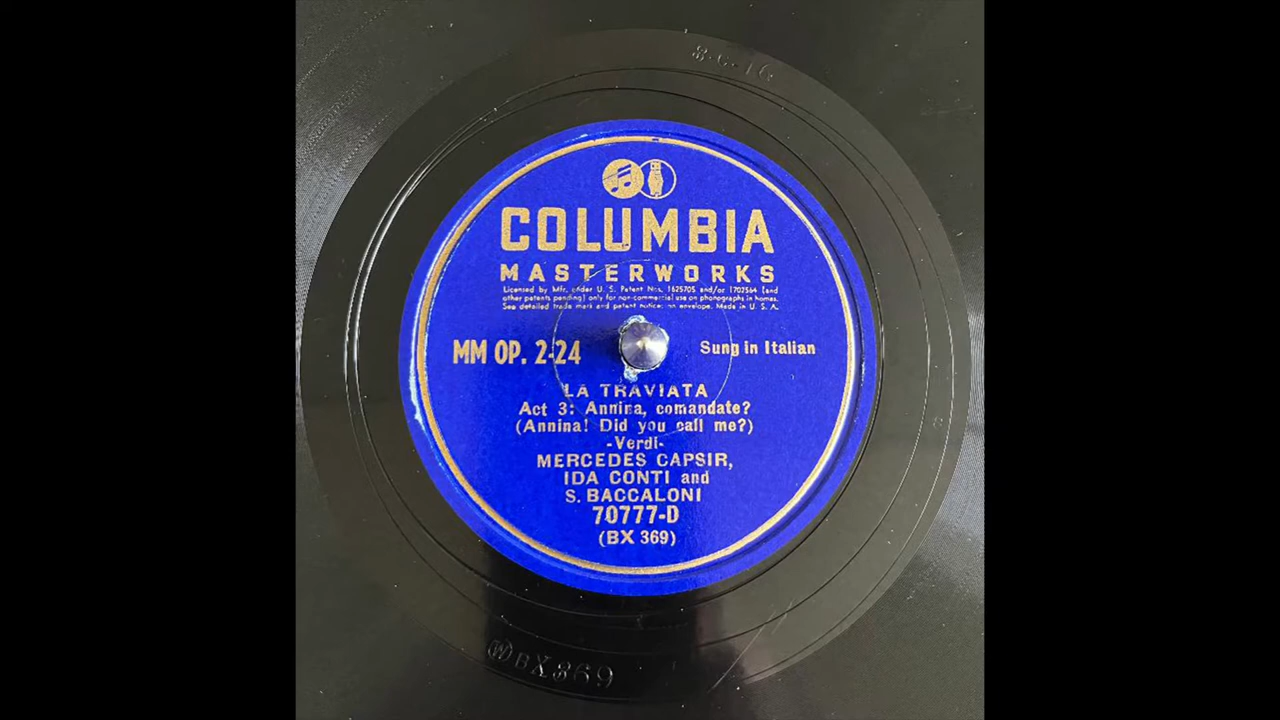 8-C-16
COLUMBIA
MASTERWORKS
Licensed by Mfr. under U. S. Patent Nos. 1625705 and/or 1702564 (and
other patents pending) only for non-commercial use on phonographs in homes.
See detailed trade mark and patent notice on envelope. Made in U. S. A.
MM OP. 2-24
Sung in Italian
LA TRAVIATA
Act 3: Annina, comandate?
(Annina! Did you call me?)
-Verdi-
MERCEDES CAPSIR,
IDA CONTI and
S. BACCALONI
70777-D
(BX 369)
W BX369